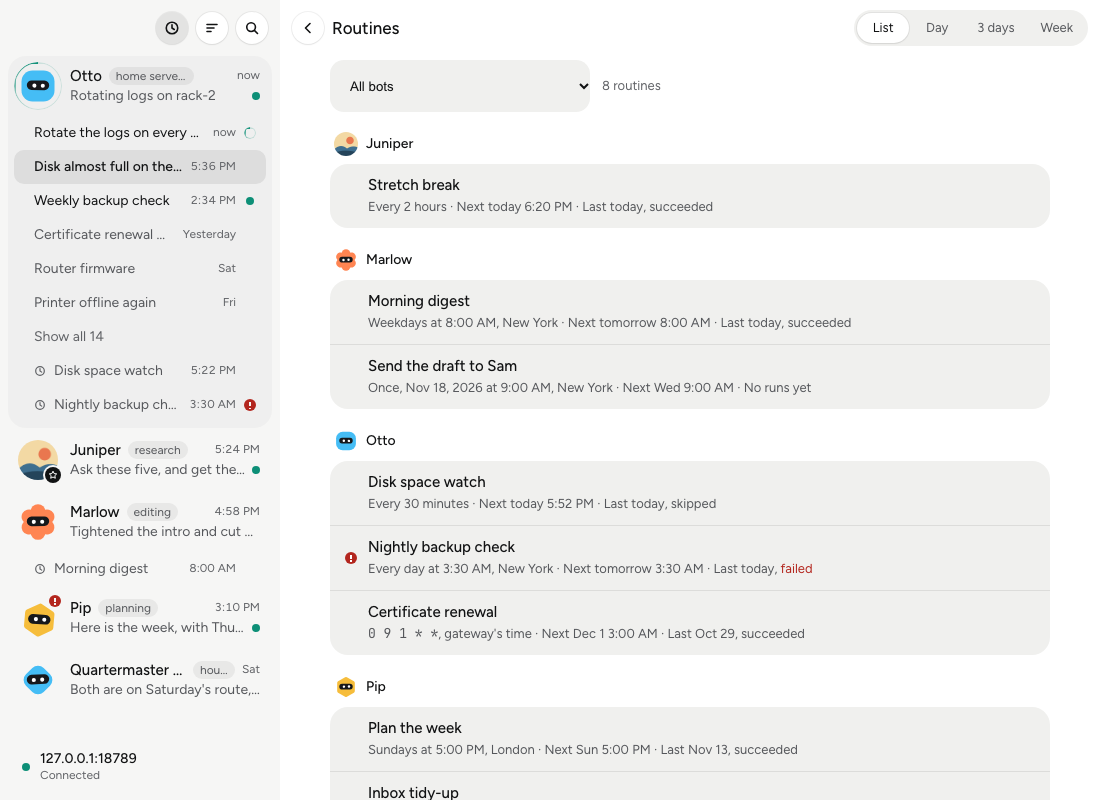 Otto home serve... now
Rotating logs on rack-2
Rotate the logs on every ... now
Disk almost full on the... 5:36 PM
Weekly backup check 2:34 PM
Certificate renewal ... Yesterday
Router firmware Sat
Printer offline again Fri
Show all 14
Disk space watch 5:22 PM
Nightly backup ch... 3:30 AM
Juniper research 5:24 PM
Ask these five, and get the...
Marlow editing 4:58 PM
Tightened the intro and cut ...
Morning digest 8:00 AM
Pip planning 3:10 PM
Here is the week, with Thu...
Quartermaster ... hou... Sat
Both are on Saturday's route,...
127.0.0.1:18789
Connected
Routines
List Day 3 days Week
All bots 8 routines
Juniper
Stretch break
Every 2 hours · Next today 6:20 PM · Last today, succeeded
Marlow
Morning digest
Weekdays at 8:00 AM, New York · Next tomorrow 8:00 AM · Last today, succeeded
Send the draft to Sam
Once, Nov 18, 2026 at 9:00 AM, New York · Next Wed 9:00 AM · No runs yet
Otto
Disk space watch
Every 30 minutes · Next today 5:52 PM · Last today, skipped
Nightly backup check
Every day at 3:30 AM, New York · Next tomorrow 3:30 AM · Last today, failed
Certificate renewal
0 9 1 * *, gateway's time · Next Dec 1 3:00 AM · Last Oct 29, succeeded
Pip
Plan the week
Sundays at 5:00 PM, London · Next Sun 5:00 PM · Last Nov 13, succeeded
Inbox tidy-up